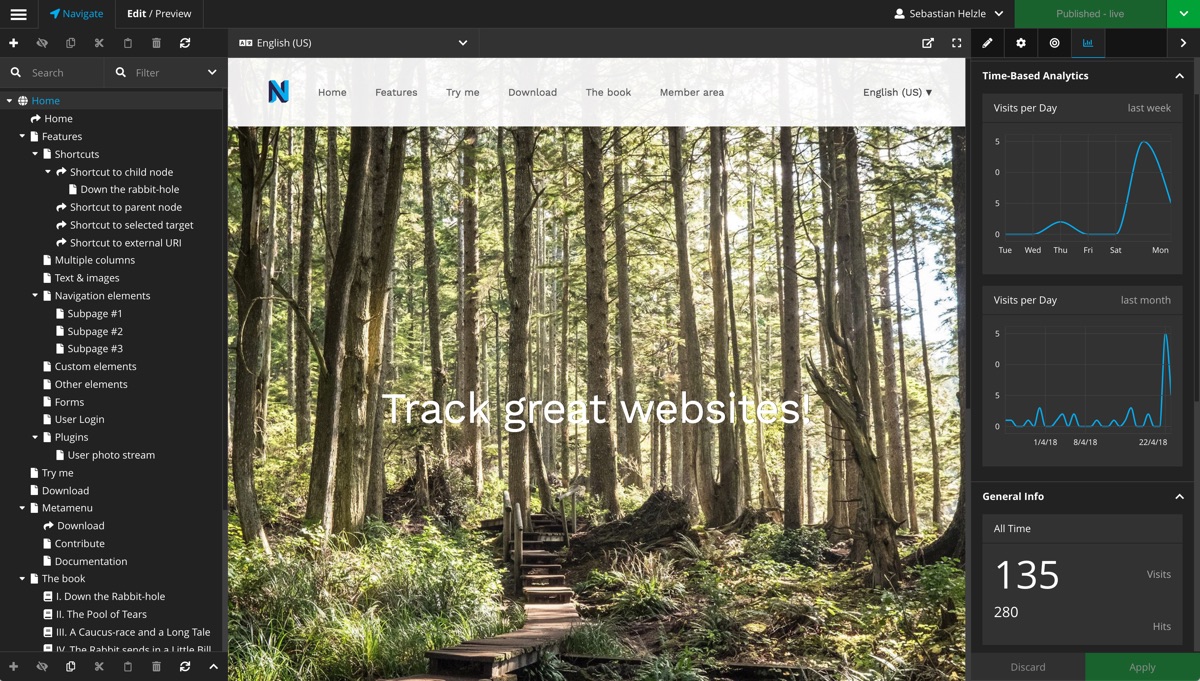 Navigate
Edit / Preview
Sebastian Helzle
Published - live
English (US)
Search
Filter
Home
Home
Features
Shortcuts
Shortcut to child node
Down the rabbit-hole
Shortcut to parent node
Shortcut to selected target
Shortcut to external URI
Multiple columns
Text & images
Navigation elements
Subpage #1
Subpage #2
Subpage #3
Custom elements
Other elements
Forms
User Login
Plugins
User photo stream
Try me
Download
Metamenu
Download
Contribute
Documentation
The book
I. Down the Rabbit-hole
II. The Pool of Tears
III. A Caucus-race and a Long Tale
IV. The Rabbit sends in a Little Bill
N Home Features Try me Download The book Member area English (US) ▼
Track great websites!
Time-Based Analytics
Visits per Day last week
5
0
5
0
Tue Wed Thu Fri Sat Mon
Visits per Day last month
5
0
5
0
1/4/18 8/4/18 22/4/18
General Info
All Time
135 Visits
280
Hits
Discard Apply